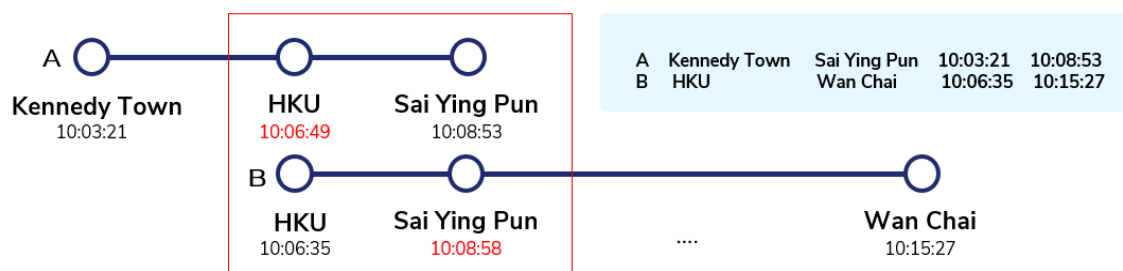 A
Kennedy Town
10:03:21
HKU
10:06:49
Sai Ying Pun
10:08:53
A Kennedy Town Sai Ying Pun 10:03:21 10:08:53
B HKU Wan Chai 10:06:35 10:15:27
B
HKU
10:06:35
Sai Ying Pun
10:08:58
....
Wan Chai
10:15:27